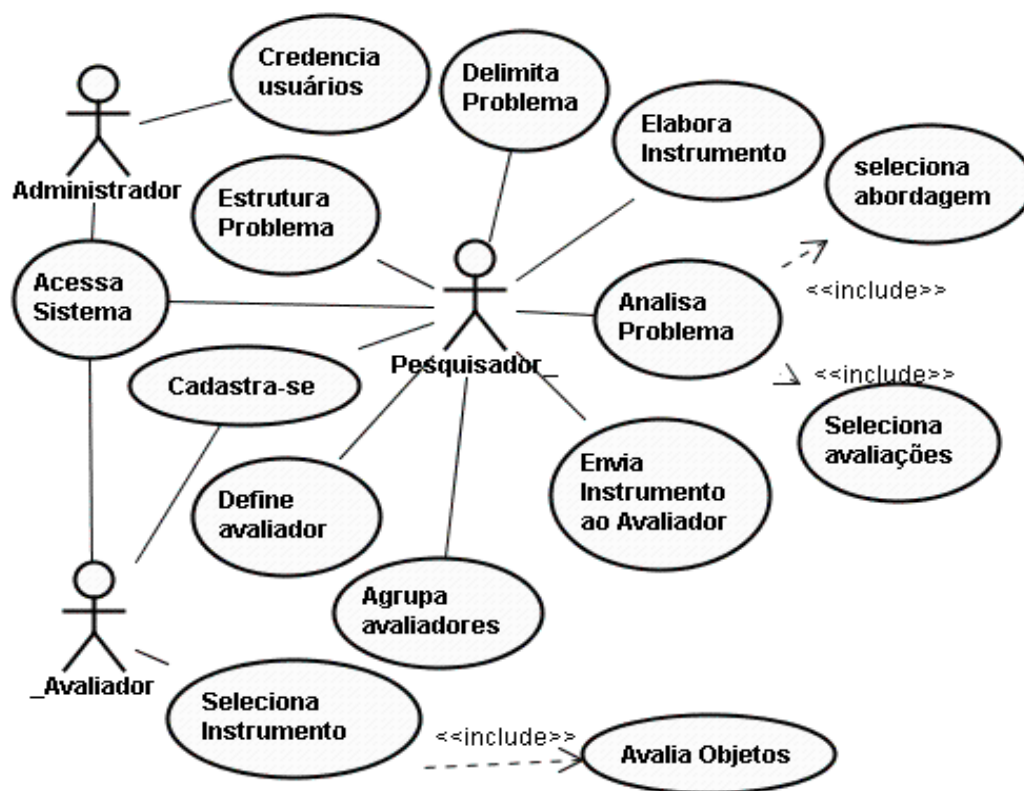 Credencia
usuários
Delimita
Problema
Elabora
Instrumento
seleciona
abordagem
Administrador
Estrutura
Problema
Acessa
Sistema
Analisa
Problema
<<include>>
Pesquisador_
<<include>>
Cadastra-se
Seleciona
avaliações
Define
avaliador
Envia
Instrumento
ao Avaliador
Agrupa
avaliadores
_Avaliador
Seleciona
Instrumento
<<include>>
Avalia Objetos